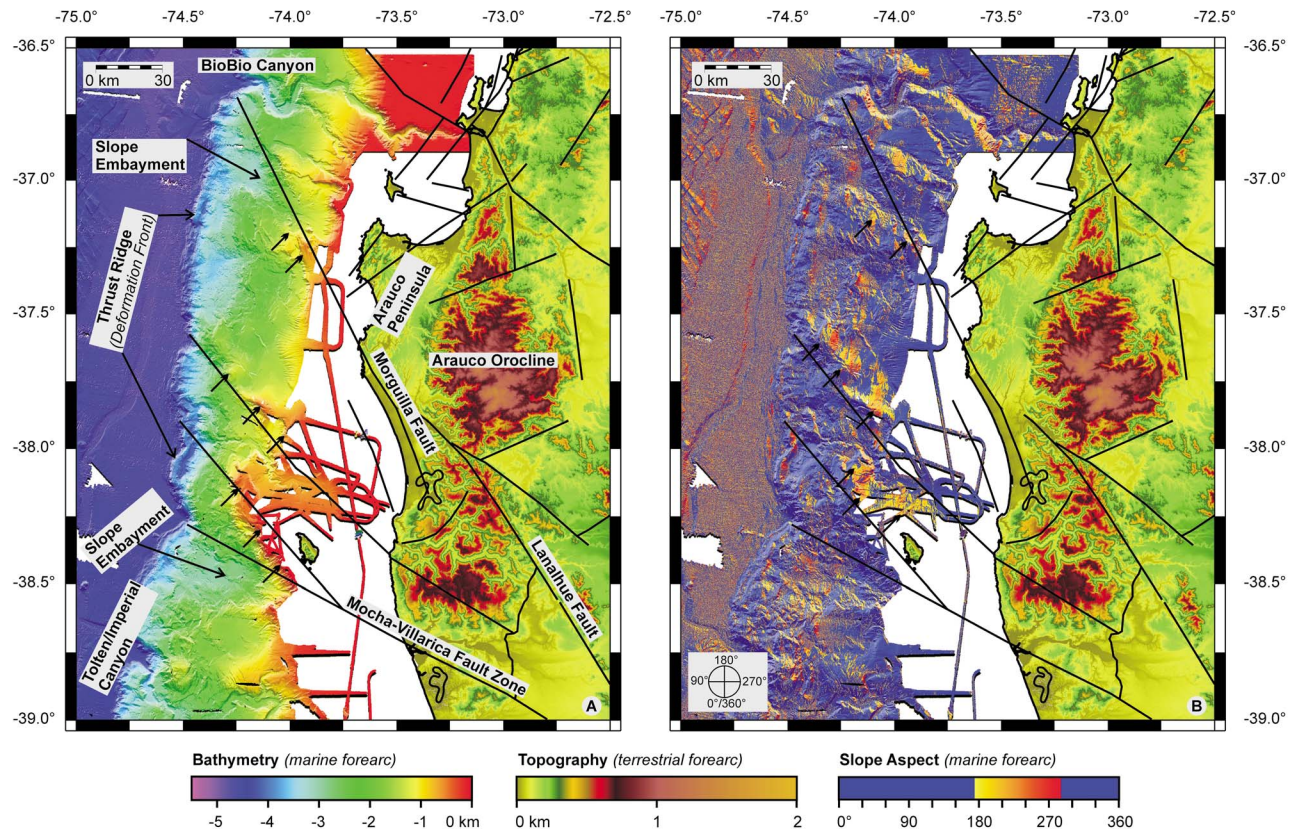 -75.0 -74.5 -74.0 -73.5 -73.0 -72.5 -75.0 -74.5 -74.0 -73.5 -73.0 -72.5
-36.5°
-37.0°
-37.5°
-38.0°
-38.5°
-39.0°
0 km 30
BioBio Canyon
Slope
Embayment
Thrust Ridge
(Deformation Front)
Arauco
Peninsula
Arauco Orocline
Morguilla Fault
Slope
Embayment
Tolten/Imperial
Canyon
Lanalhue Fault
Mocha-Villarica Fault Zone
A
0 km 30
180°
90° 270°
0°/360°
B
-36.5°
-37.0°
-37.5°
-38.0°
-38.5°
-39.0°
Bathymetry (marine forearc)
-5 -4 -3 -2 -1 0 km
Topography (terrestrial forearc)
0 km 1 2
Slope Aspect (marine forearc)
0° 90 180 270 360